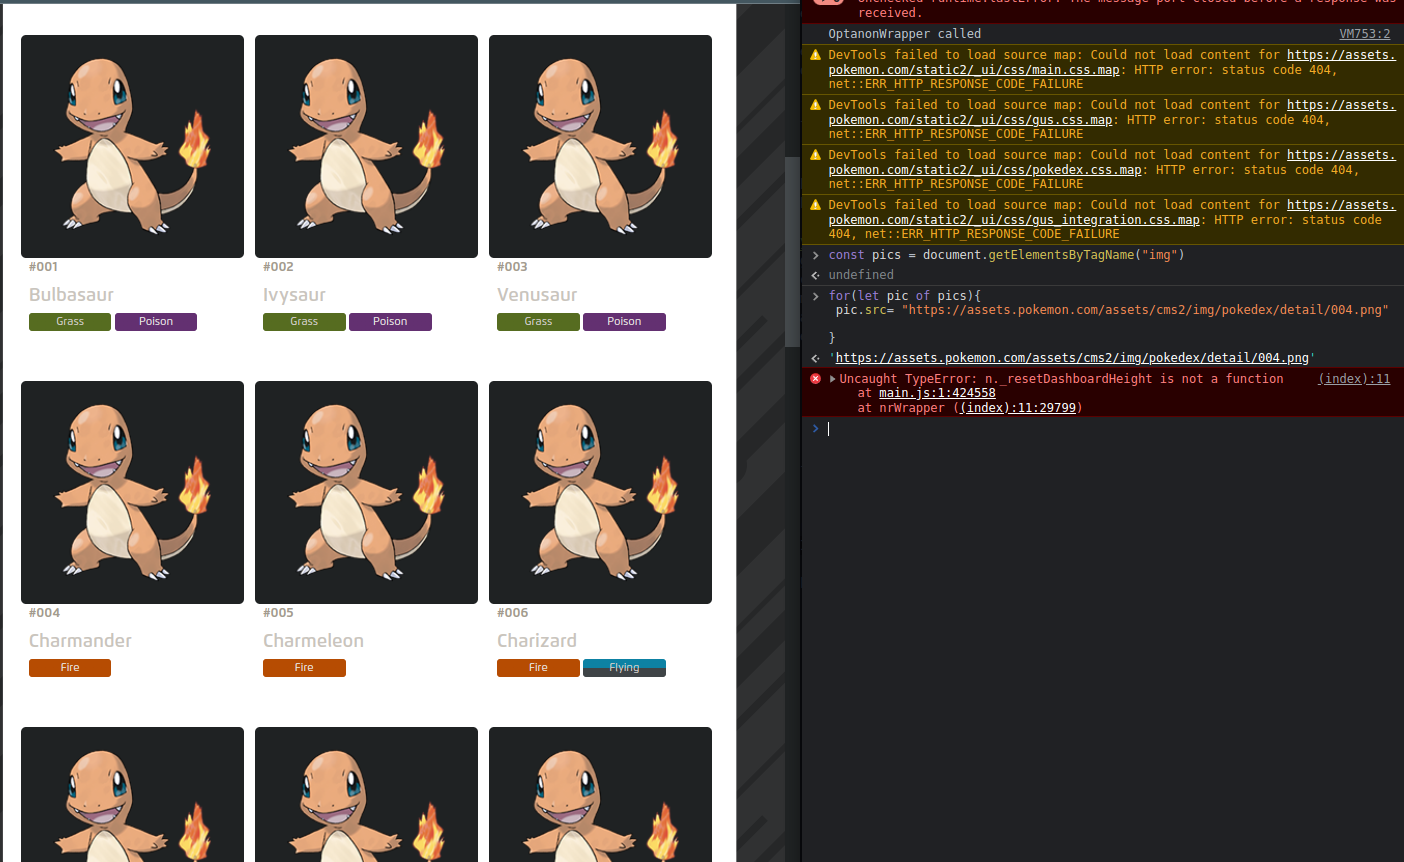 #001
#002
#003
Bulbasaur
Ivysaur
Venusaur
Grass
Poison
Grass
Poison
Grass
Poison
#004
#005
#006
Charmander
Charmeleon
Charizard
Fire
Fire
Fire
Flying
received.
OptanonWrapper called
VM753:2
DevTools failed to load source map: Could not load content for https://assets.
pokemon.com/static2/_ui/css/main.css.map: HTTP error: status code 404,
net::ERR_HTTP_RESPONSE_CODE_FAILURE
DevTools failed to load source map: Could not load content for https://assets.
pokemon.com/static2/_ui/css/gus.css.map: HTTP error: status code 404,
net::ERR_HTTP_RESPONSE_CODE_FAILURE
DevTools failed to load source map: Could not load content for https://assets.
pokemon.com/static2/_ui/css/pokedex.css.map: HTTP error: status code 404,
net::ERR_HTTP_RESPONSE_CODE_FAILURE
DevTools failed to load source map: Could not load content for https://assets.
pokemon.com/static2/_ui/css/gus_integration.css.map: HTTP error: status code
404, net::ERR_HTTP_RESPONSE_CODE_FAILURE
const pics = document.getElementsByTagName("img")
undefined
for(let pic of pics){
pic.src= "https://assets.pokemon.com/assets/cms2/img/pokedex/detail/004.png"
}
'https://assets.pokemon.com/assets/cms2/img/pokedex/detail/004.png'
Uncaught TypeError: n._resetDashboardHeight is not a function
(index):11
at main.js:1:424558
at nrWrapper ((index):11:29799)